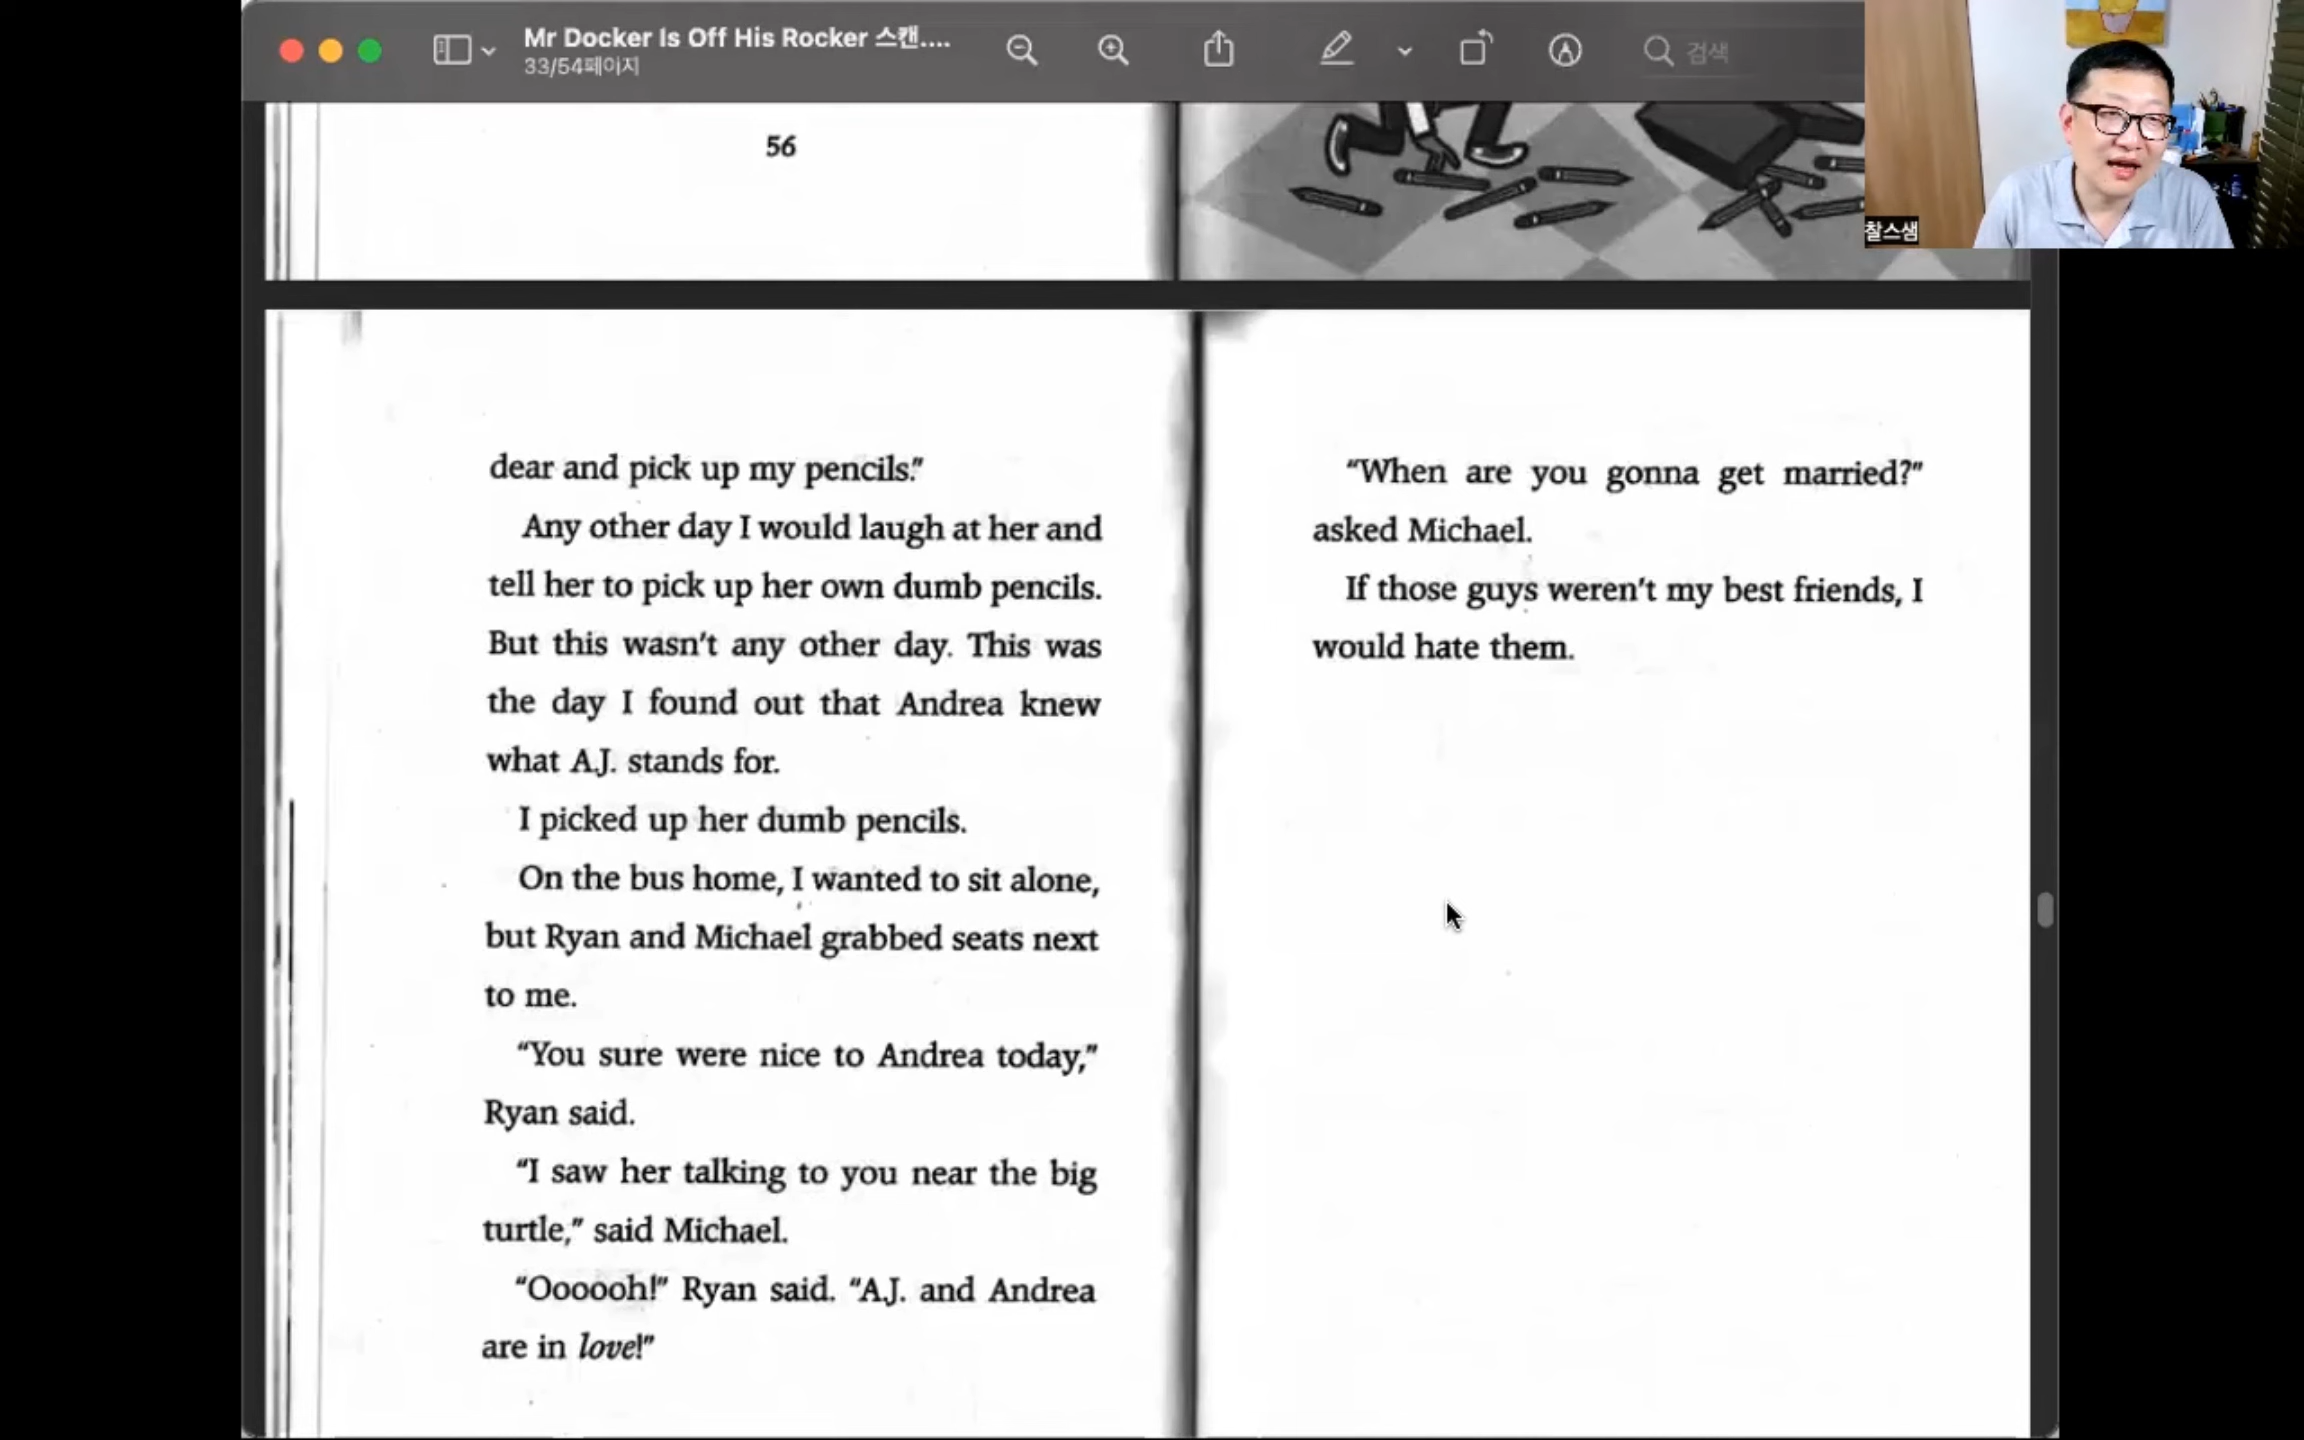 Mr Docker Is Off His Rocker 스캔....
33/54페이지
검색
찰스샘
56
dear and pick up my pencils."
Any other day I would laugh at her and
tell her to pick up her own dumb pencils.
But this wasn't any other day. This was
the day I found out that Andrea knew
what A.J. stands for.
I picked up her dumb pencils.
On the bus home, I wanted to sit alone,
but Ryan and Michael grabbed seats next
to me.
"You sure were nice to Andrea today,"
Ryan said.
"I saw her talking to you near the big
turtle," said Michael.
"Oooooh!" Ryan said. "A.J. and Andrea
are in love!"
"When are you gonna get married?"
asked Michael.
If those guys weren't my best friends, I
would hate them.